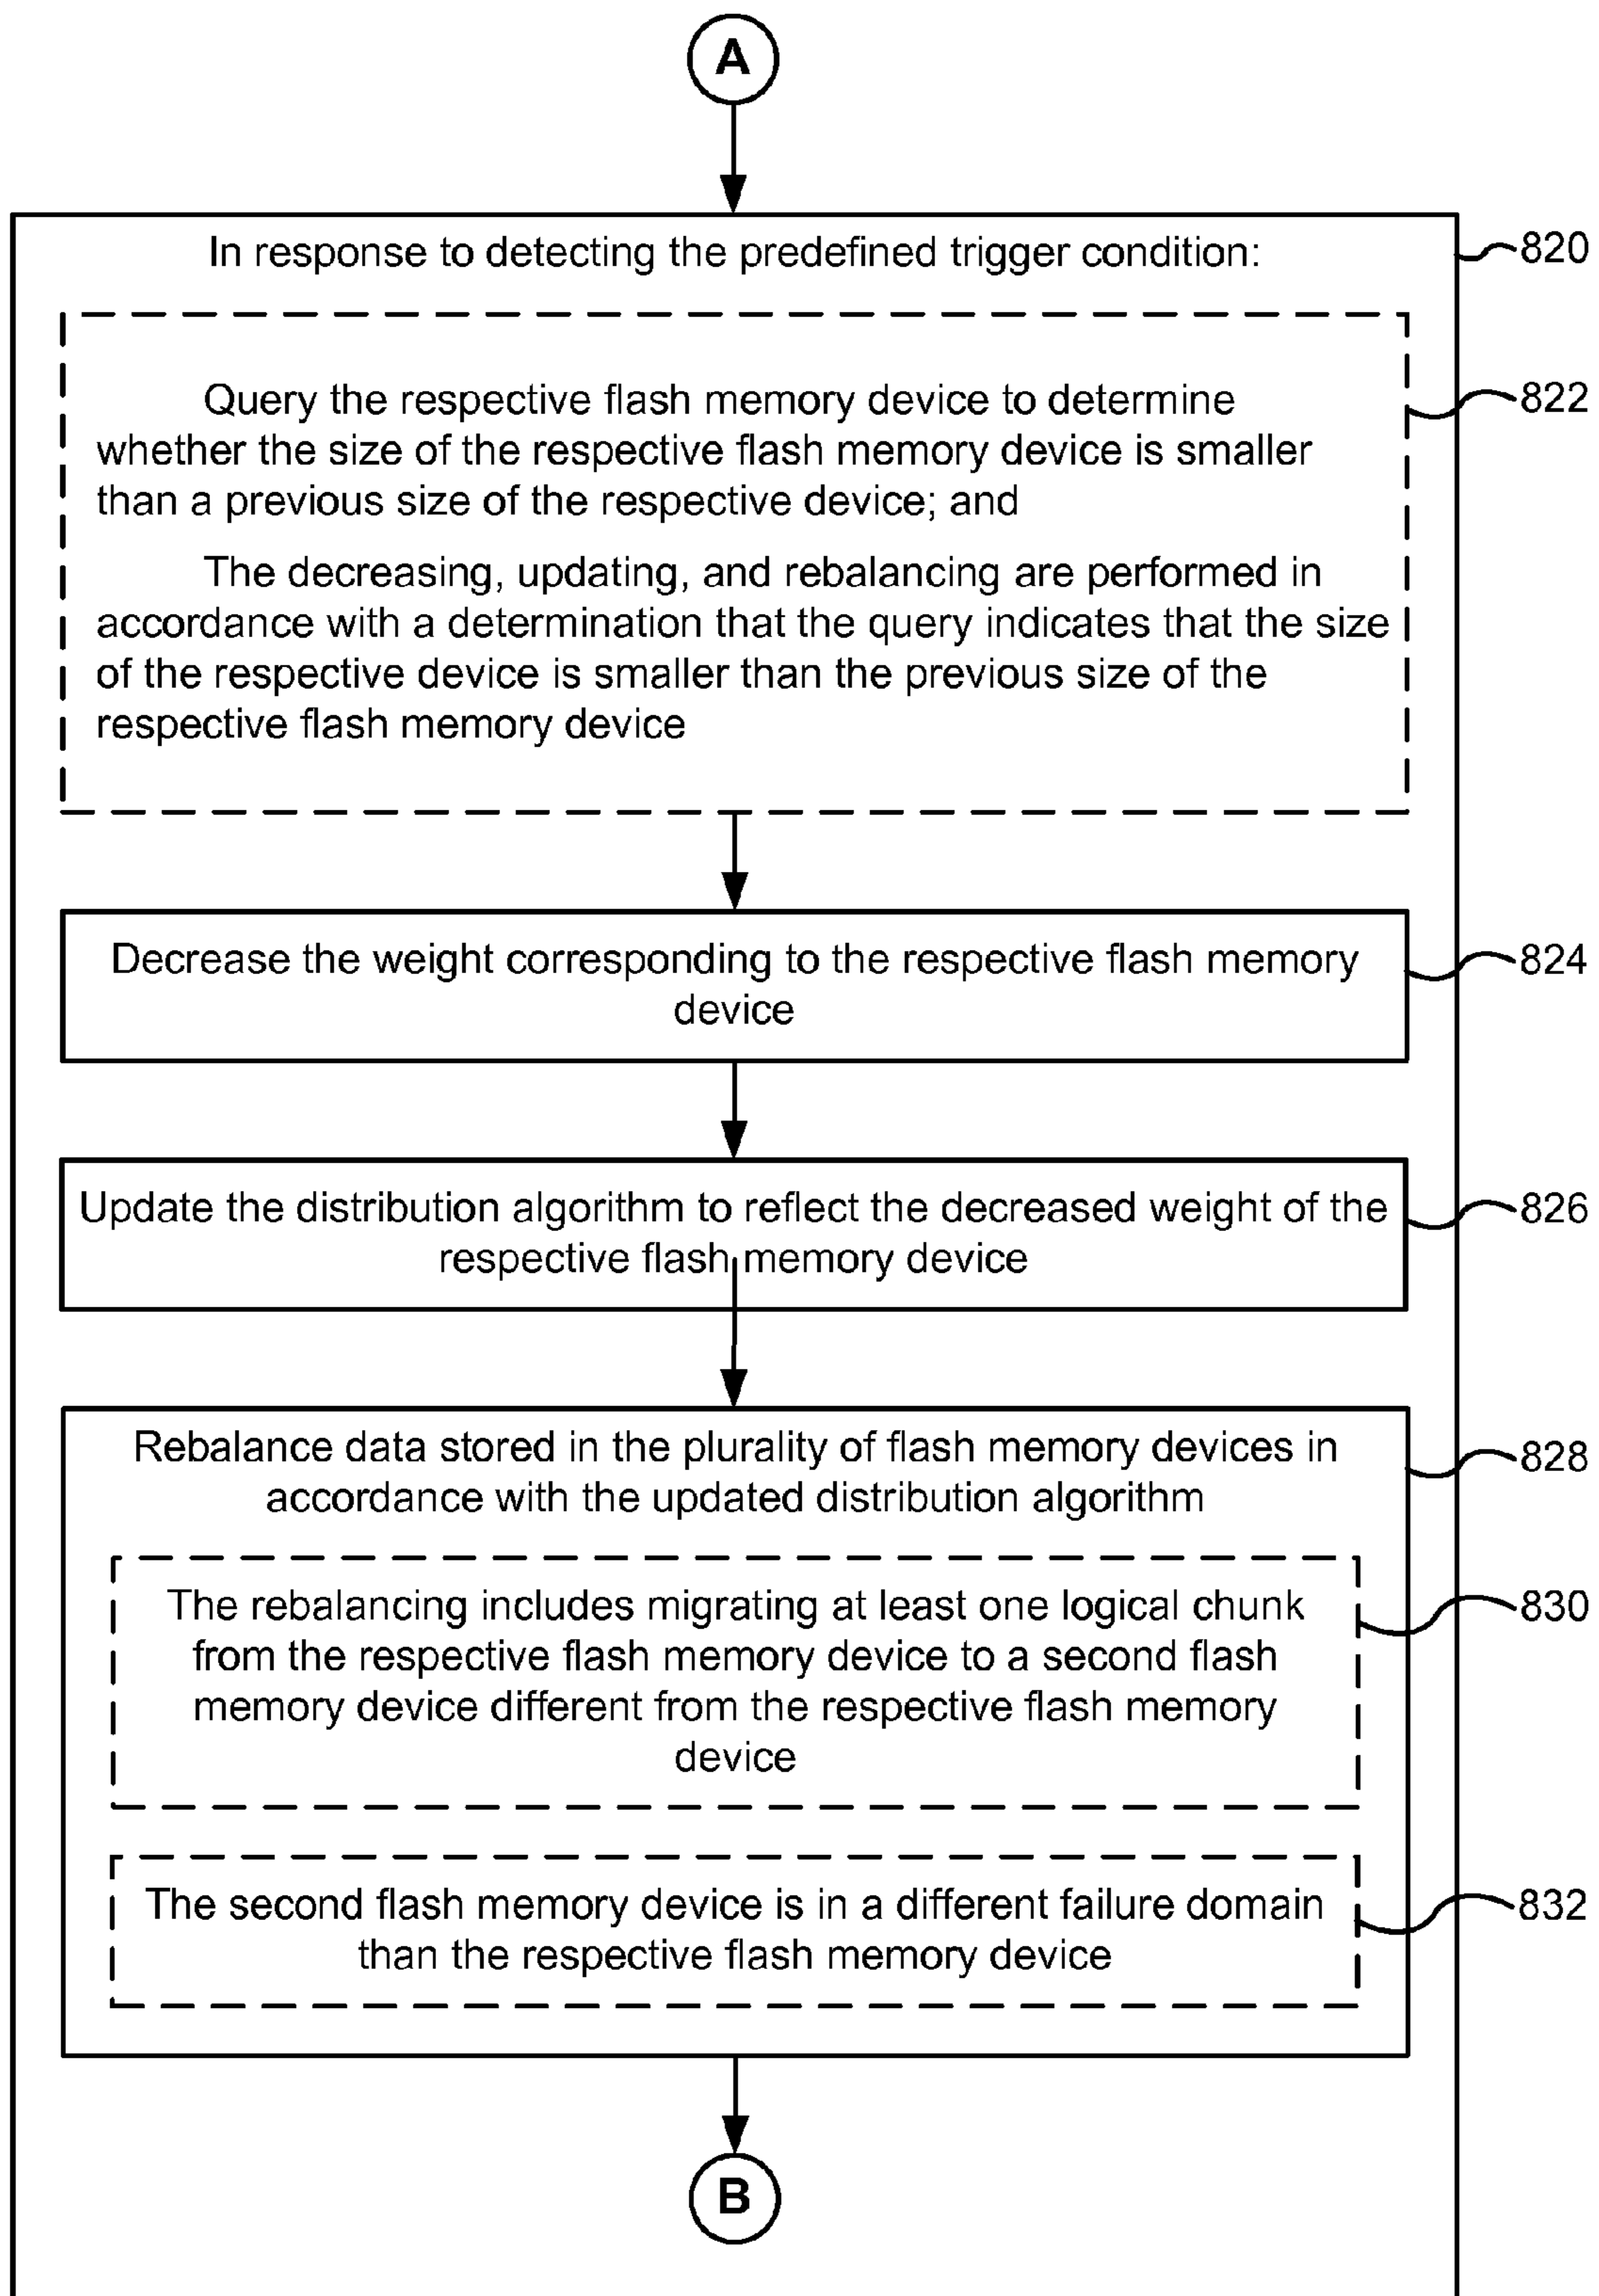 A
In response to detecting the predefined trigger condition:
820
Query the respective flash memory device to determine
whether the size of the respective flash memory device is smaller
than a previous size of the respective device; and
822
The decreasing, updating, and rebalancing are performed in
accordance with a determination that the query indicates that the size
of the respective device is smaller than the previous size of the
respective flash memory device
Decrease the weight corresponding to the respective flash memory
device
824
Update the distribution algorithm to reflect the decreased weight of the
respective flash memory device
826
Rebalance data stored in the plurality of flash memory devices in
accordance with the updated distribution algorithm
828
The rebalancing includes migrating at least one logical chunk
from the respective flash memory device to a second flash
memory device different from the respective flash memory
device
830
The second flash memory device is in a different failure domain
than the respective flash memory device
832
B